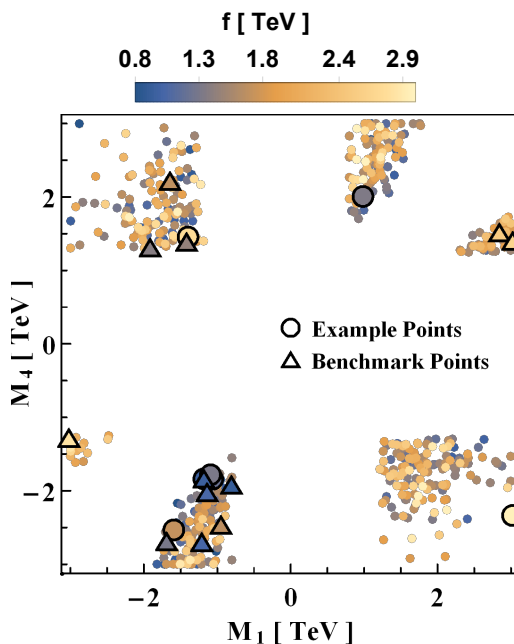 f [ TeV ]
0.8 1.3 1.8 2.4 2.9
M4 [ TeV ]
2
0
−2
Example Points
Benchmark Points
−2 0 2
M1 [ TeV ]